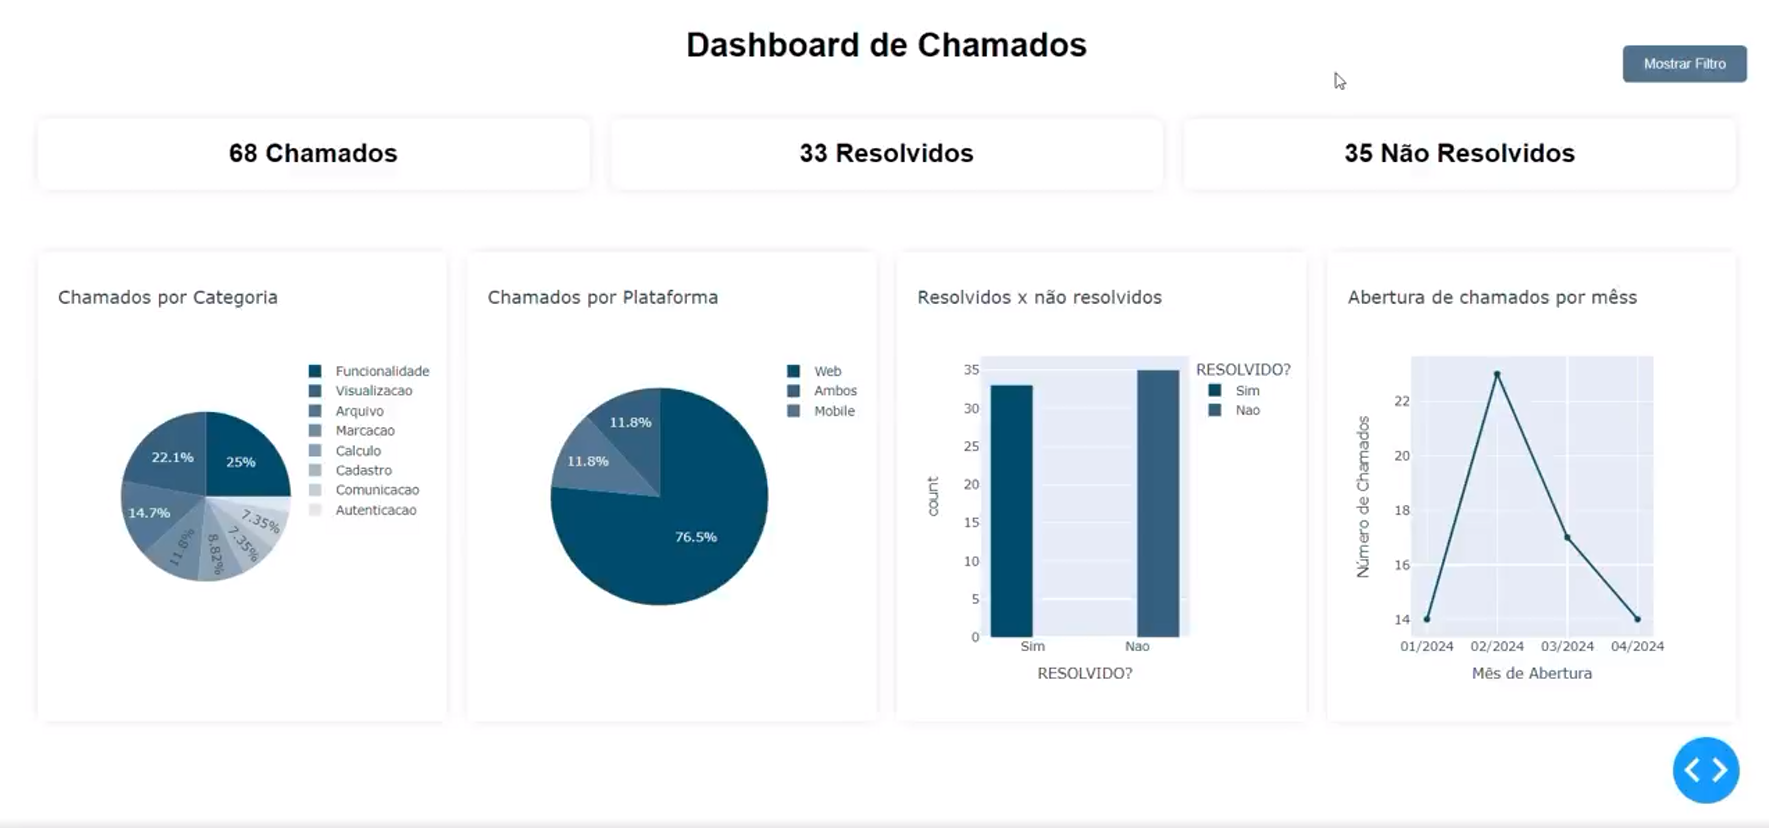 Dashboard de Chamados
Mostrar Filtro
68 Chamados
33 Resolvidos
35 Não Resolvidos
Chamados por Categoria
Funcionalidade
Visualizacao
Arquivo
Marcacao
Calculo
Cadastro
Comunicacao
Autenticacao
22.1%
25%
14.7%
11.8%
8.82%
7.35%
7.35%
Chamados por Plataforma
Web
Ambos
Mobile
11.8%
11.8%
76.5%
Resolvidos x não resolvidos
RESOLVIDO?
Sim
Nao
count
35
30
25
20
15
10
5
0
Sim
Nao
RESOLVIDO?
Abertura de chamados por mêss
Número de Chamados
22
20
18
16
14
01/2024
02/2024
03/2024
04/2024
Mês de Abertura